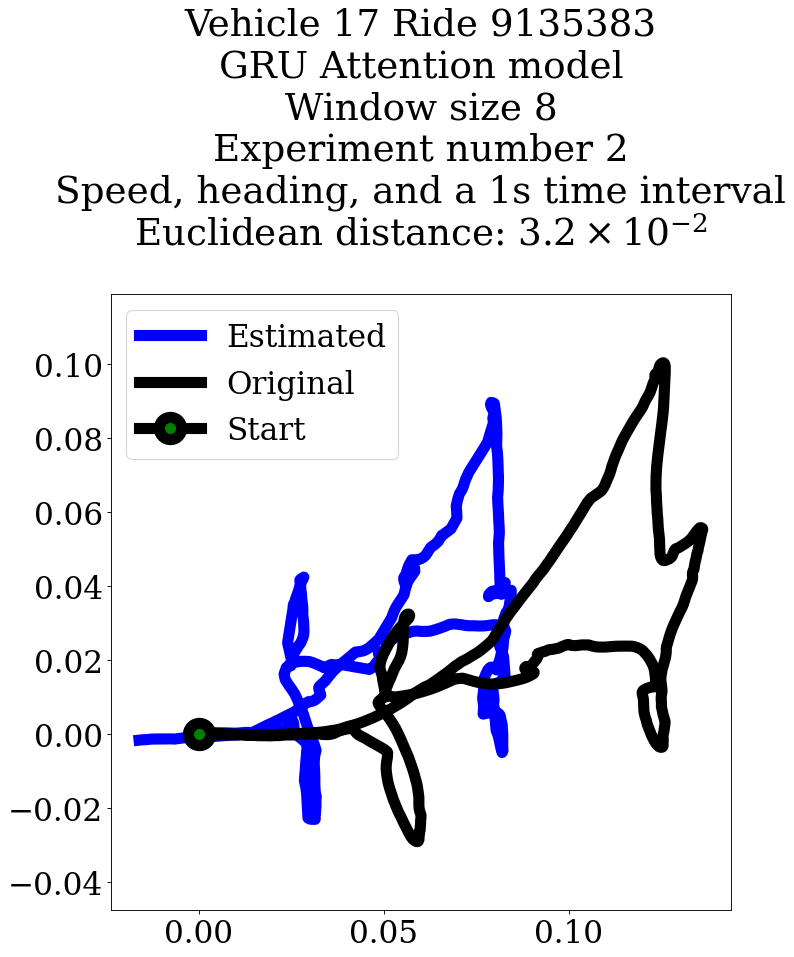 Vehicle 17 Ride 9135383
GRU Attention model
Window size 8
Experiment number 2
Speed, heading, and a 1s time interval
Euclidean distance: 3.2 × 10⁻²
Estimated
Original
Start
0.10
0.08
0.06
0.04
0.02
0.00
−0.02
−0.04
0.00 0.05 0.10